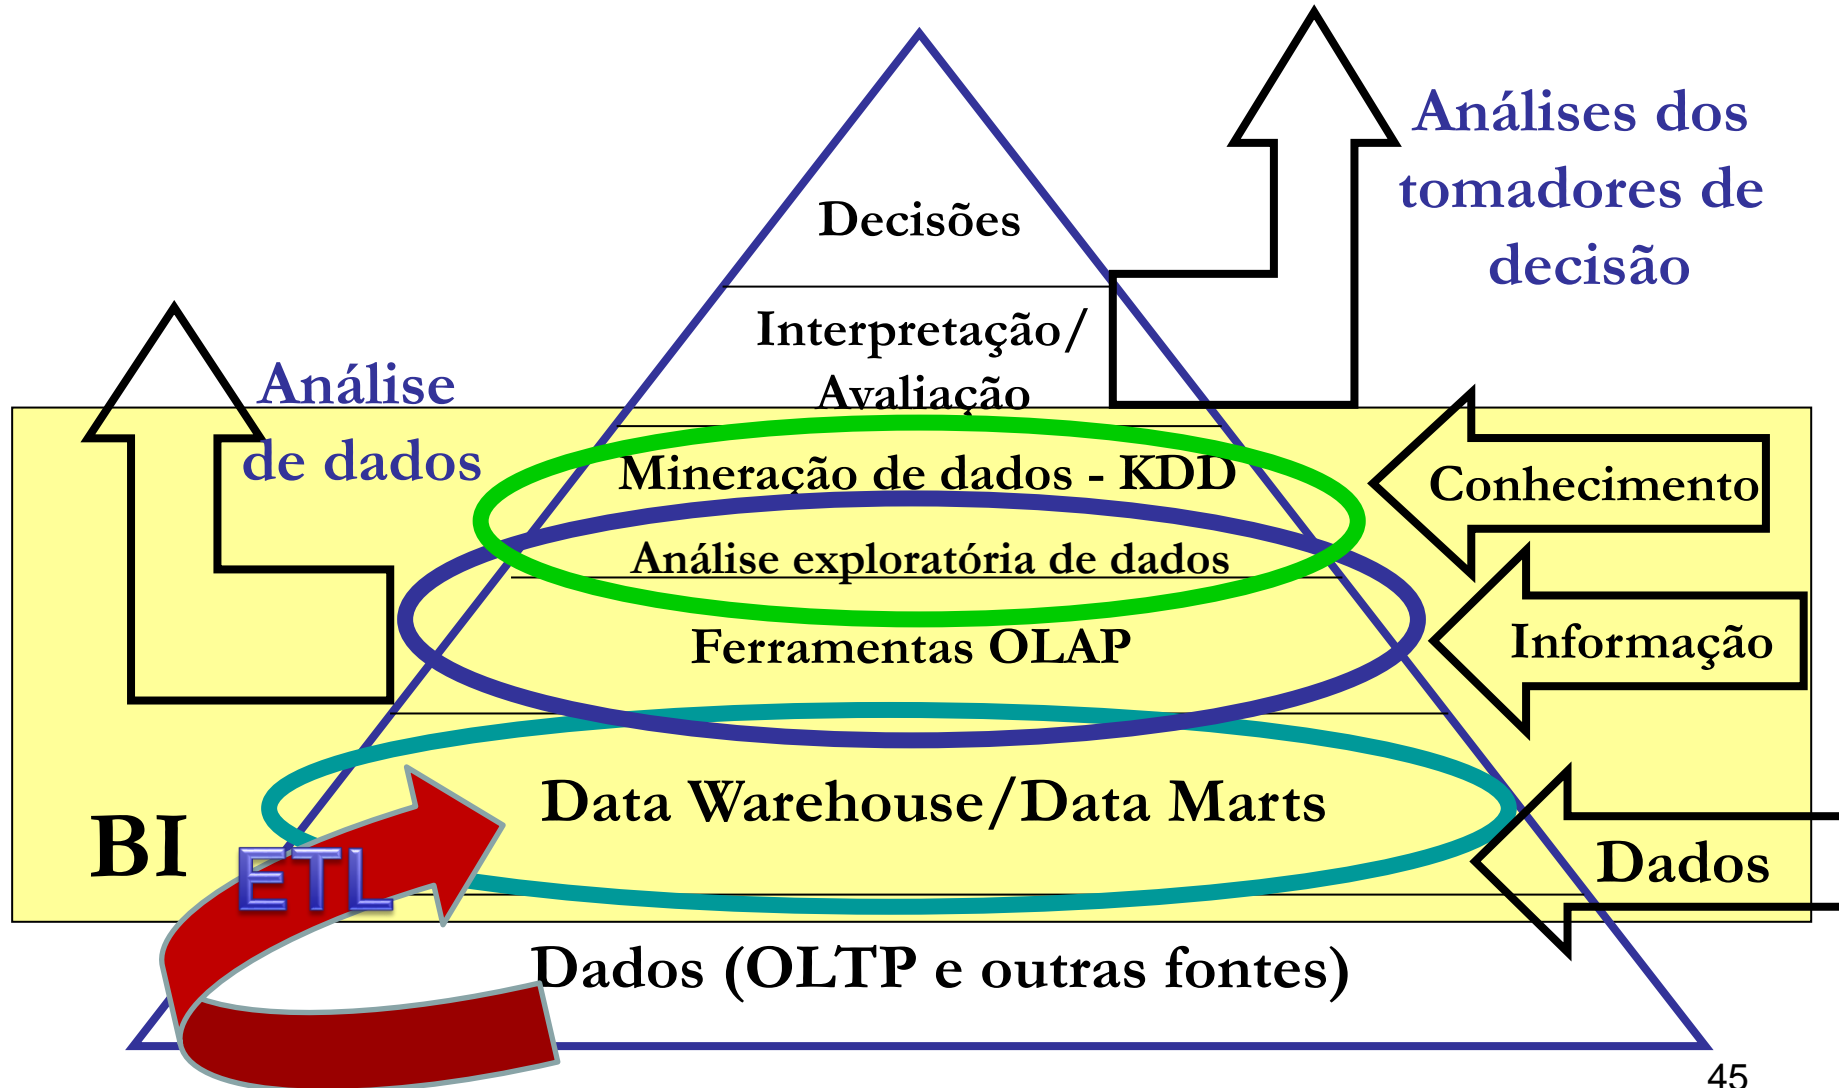 Análises dos
tomadores de
decisão
Decisões
Interpretação/
Avaliação
Análise
de dados
Mineração de dados - KDD
Conhecimento
Análise exploratória de dados
Ferramentas OLAP
Informação
Data Warehouse/Data Marts
BI
ETL
Dados
Dados (OLTP e outras fontes)
45